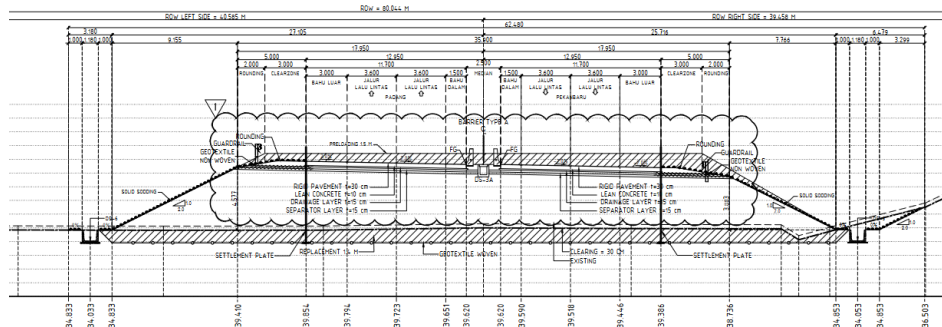 ROW = 80.044 M
ROW LEFT SIDE = 40.585 M
ROW RIGHT SIDE = 39.458 M
62.480
3.180
27.105
25.716
6.479
1.000
1.180
1.000
9.155
35.900
7.766
1.000
1.180
1.000
3.299
17.950
17.950
5.000
12.950
12.950
5.000
2.000
3.000
11.700
2.500
11.700
3.000
2.000
ROUNDING
CLEARZONE
3.000
3.600
3.600
1.500
MEDIAN
1.500
3.600
3.600
3.000
CLEARZONE
ROUNDING
BAHU LUAR
JALUR
LALU LINTAS
JALUR
LALU LINTAS
BAHU
DALAM
BAHU
DALAM
JALUR
LALU LINTAS
JALUR
LALU LINTAS
BAHU LUAR
PADANG
PEKANBARU
BARRIER TYPE A
ROUNDING
GUARDRAIL
GEOTEXTILE
NON WOVEN
PRELOADING 1.5 M
FG
FG
ROUNDING
GUARDRAIL
GEOTEXTILE
NON WOVEN
DS-3A
SOLID SODDING
SOLID SODDING
RIGID PAVEMENT t=30 cm
LEAN CONCRETE t=10 cm
DRAINAGE LAYER t=15 cm
SEPARATOR LAYER t=15 cm
RIGID PAVEMENT t=30 cm
LEAN CONCRETE t=10 cm
DRAINAGE LAYER t=15 cm
SEPARATOR LAYER t=15 cm
4.577
SETTLEMENT PLATE
REPLACEMENT 1.4 M
GEOTEXTILE WOVEN
CLEARING = 30 CM
EXISTING
SETTLEMENT PLATE
34.833
34.033
34.833
39.410
39.854
39.794
39.723
39.651
39.620
39.620
39.590
39.518
39.446
39.386
38.736
34.853
34.053
34.853
36.503